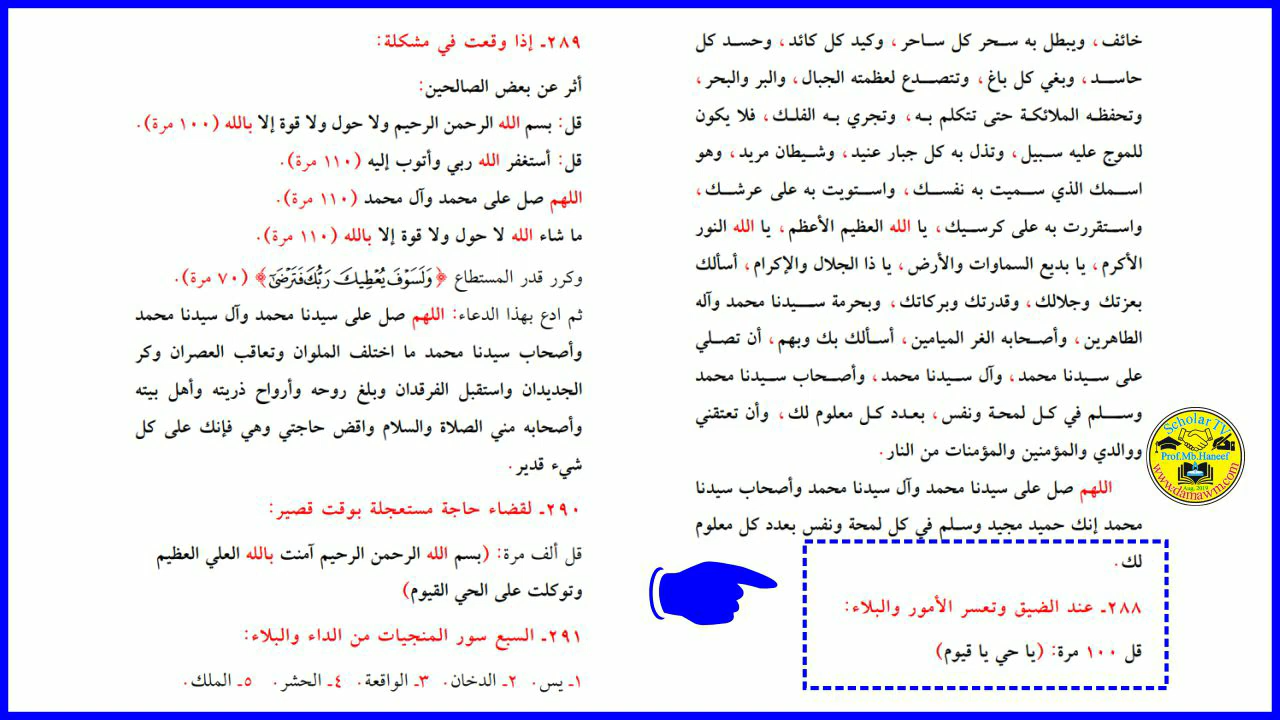 خائف، ويبطل به سحر كل ساحر، وكيد كل كائد، وحسد كل
حاسد، وبغي كل باغ، وتتصدع لعظمته الجبال، والبر والبحر،
وتحفظه الملائكة حتى تتكلم به، وتجري به الفلك، فلا يكون
للموج عليه سبيل، وتذل به كل جبار عنيد، وشيطان مريد، وهو
اسمك الذي سميت به نفسك، واستويت به على عرشك،
واستقررت به على كرسيك، يا الله العظيم الأعظم، يا الله النور
الأكرم، يا بديع السماوات والأرض، يا ذا الجلال والإكرام، أسألك
بعزتك وجلالك، وقدرتك وبركاتك، وبحرمة سيدنا محمد وآله
الطاهرين، وأصحابه الغر الميامين، أسألك بك وبهم، أن تصلي
على سيدنا محمد، وآل سيدنا محمد، وأصحاب سيدنا محمد
وسلم في كل لمحة ونفس، بعدد كل معلوم لك، وأن تعتقني
ووالدي والمؤمنين والمؤمنات من النار.
اللهم صل على سيدنا محمد وآل سيدنا محمد وأصحاب سيدنا
محمد إنك حميد مجيد وسلم في كل لمحة ونفس بعدد كل معلوم
لك.
٢٨٨ـ عند الضيق وتعسر الأمور والبلاء:
قل ١٠٠ مرة: (يا حي يا قيوم)
٢٨٩ـ إذا وقعت في مشكلة:
أثر عن بعض الصالحين:
قل: بسم الله الرحمن الرحيم ولا حول ولا قوة إلا بالله (١٠٠ مرة).
قل: أستغفر الله ربي وأتوب إليه (١١٠ مرة).
اللهم صل على محمد وآل محمد (١١٠ مرة).
ما شاء الله لا حول ولا قوة إلا بالله (١١٠ مرة).
وكرر قدر المستطاع ﴿وَلَسَوْفَ يُعْطِيكَ رَبُّكَ فَتَرْضَىٰ﴾ (٧٠ مرة).
ثم ادع بهذا الدعاء: اللهم صل على سيدنا محمد وآل سيدنا محمد
وأصحاب سيدنا محمد ما اختلف الملوان وتعاقب العصران وكر
الجديدان واستقبل الفرقدان وبلغ روحه وأرواح ذريته وأهل بيته
وأصحابه مني الصلاة والسلام واقض حاجتي وهي فإنك على كل
شيء قدير.
٢٩٠ـ لقضاء حاجة مستعجلة بوقت قصير:
قل ألف مرة: (بسم الله الرحمن الرحيم آمنت بالله العلي العظيم
وتوكلت على الحي القيوم)
٢٩١ـ السبع سور المنجيات من الداء والبلاء:
١ـ يس. ٢ـ الدخان. ٣ـ الواقعة. ٤ـ الحشر. ٥ـ الملك.
Scholar TV
Prof.Mb.Haneef
Aug, 2019
www.damawm.com